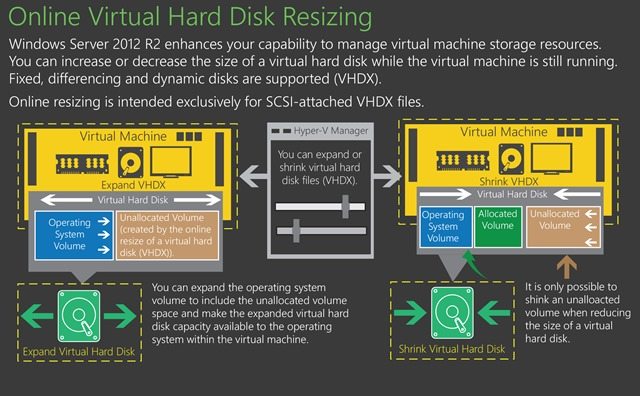 Online Virtual Hard Disk Resizing
Windows Server 2012 R2 enhances your capability to manage virtual machine storage resources.
You can increase or decrease the size of a virtual hard disk while the virtual machine is still running.
Fixed, differencing and dynamic disks are supported (VHDX).
Online resizing is intended exclusively for SCSI-attached VHDX files.
Virtual Machine
Expand VHDX
Virtual Hard Disk
Operating
System
Volume
Unallocated Volume
(created by the online
resize of a virtual hard
disk (VHDX)).
Expand Virtual Hard Disk
You can expand the operating system
volume to include the unallocated volume
space and make the expanded virtual hard
disk capacity available to the operating
system within the virtual machine.
Hyper-V Manager
You can expand or
shrink virtual hard
disk files (VHDX).
Virtual Machine
Shrink VHDX
Virtual Hard Disk
Operating
System
Volume
Allocated
Volume
Unallocated
Volume
Shrink Virtual Hard Disk
It is only possible to
shink an unalloacted
volume when reducing
the size of a virtual
hard disk.